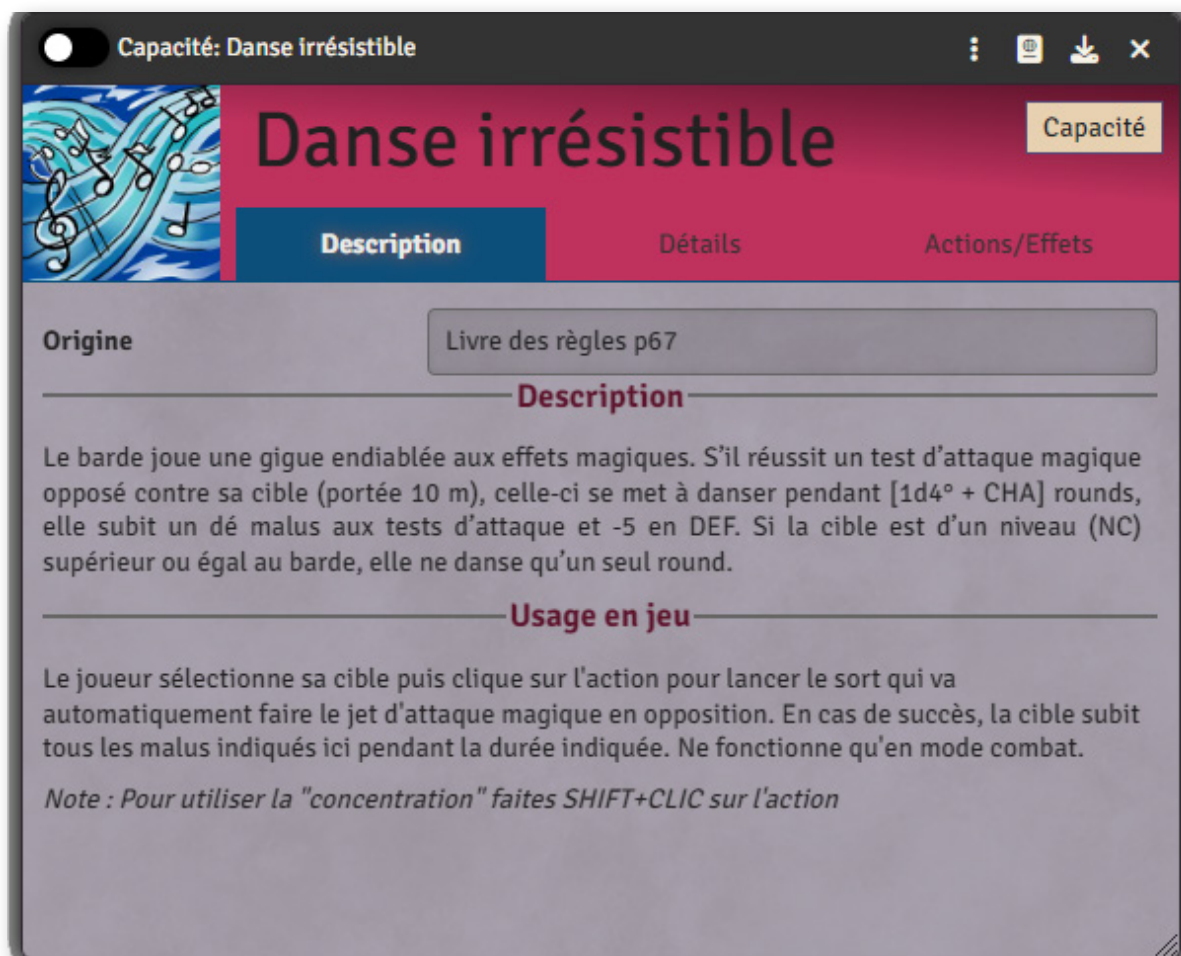 Capacité: Danse irrésistible
Danse irrésistible
Capacité
Description
Détails
Actions/Effets
Origine
Livre des règles p67
Description
Le barde joue une gigue endiablée aux effets magiques. S’il réussit un test d’attaque magique
opposé contre sa cible (portée 10 m), celle-ci se met à danser pendant [1d4° + CHA] rounds,
elle subit un dé malus aux tests d’attaque et -5 en DEF. Si la cible est d’un niveau (NC)
supérieur ou égal au barde, elle ne danse qu’un seul round.
Usage en jeu
Le joueur sélectionne sa cible puis clique sur l'action pour lancer le sort qui va
automatiquement faire le jet d'attaque magique en opposition. En cas de succès, la cible subit
tous les malus indiqués ici pendant la durée indiquée. Ne fonctionne qu'en mode combat.
Note : Pour utiliser la "concentration" faites SHIFT+CLIC sur l'action